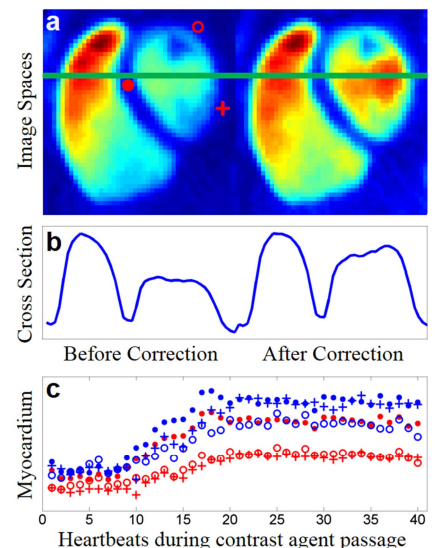 a
Image Spaces
b
Cross Section
Before Correction After Correction
c
Myocardium
0 5 10 15 20 25 30 35 40
Heartbeats during contrast agent passage